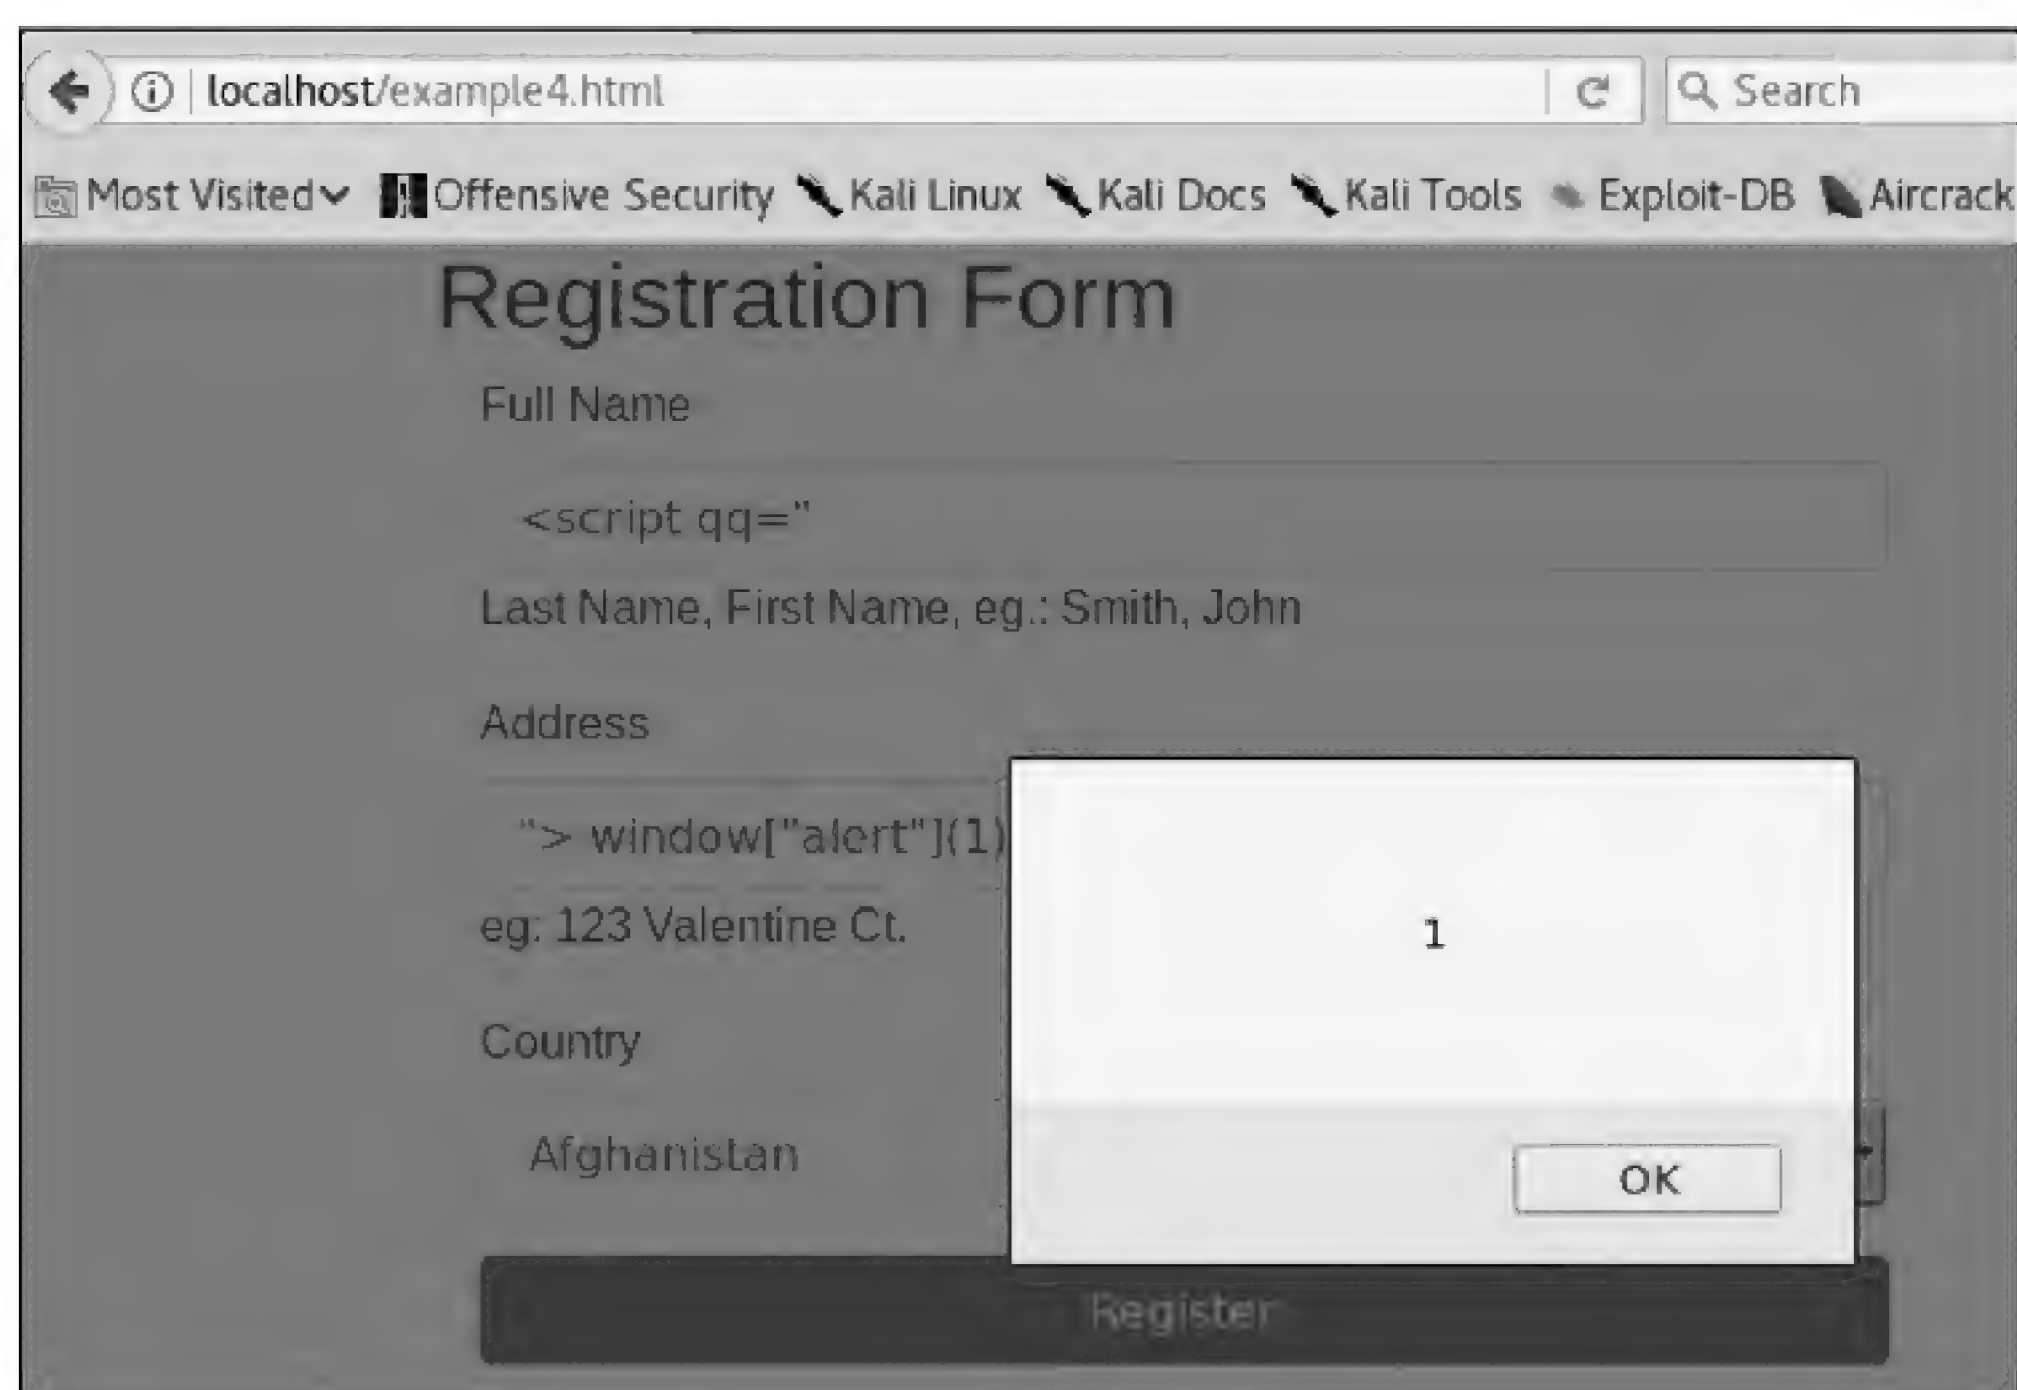 localhost/example4.html
Search
Most Visited Offensive Security Kali Linux Kali Docs Kali Tools Exploit-DB Aircrack
Registration Form
Full Name
<script qq="
Last Name, First Name, eg.: Smith, John
Address
"> window["alert"](1)
eg: 123 Valentine Ct.
1
Country
Afghanistan
OK
Register